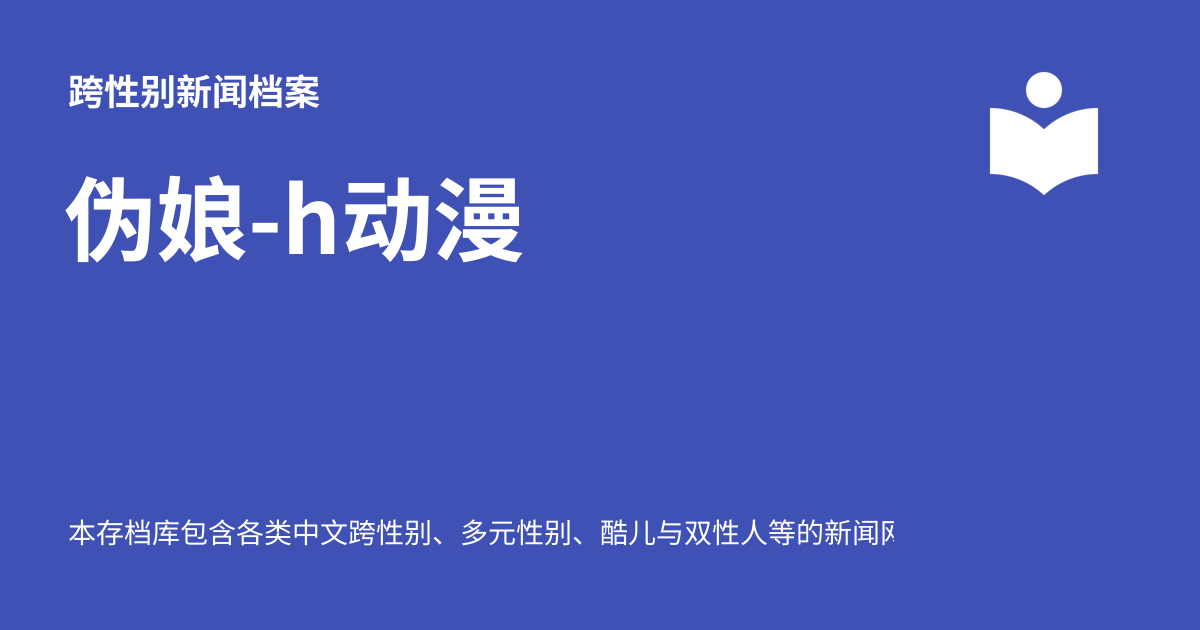 跨性别新闻档案
伪娘-h动漫
本存档库包含各类中文跨性别、多元性别、酷儿与双性人等的新闻